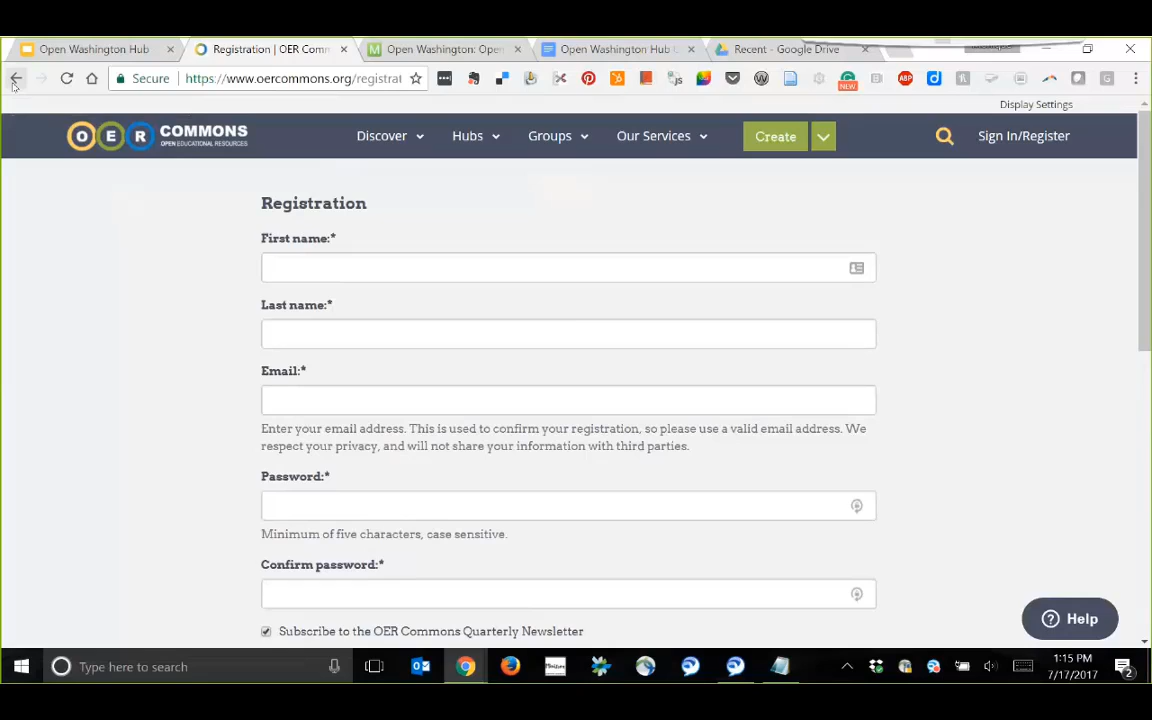 Open Washington Hub
Registration | OER Comm
Open Washington: Open
Open Washington Hub
Recent - Google Drive
Secure
https://www.oercommons.org/registrat
NEW
ABP
Display Settings
OER COMMONS
OPEN EDUCATIONAL RESOURCES
Discover
Hubs
Groups
Our Services
Create
Sign In/Register
Registration
First name:*
Last name:*
Email:*
Enter your email address. This is used to confirm your registration, so please use a valid email address. We
respect your privacy, and will not share your information with third parties.
Password:*
Minimum of five characters, case sensitive.
Confirm password:*
Subscribe to the OER Commons Quarterly Newsletter
Help
Type here to search
1:15 PM
7/17/2017
2